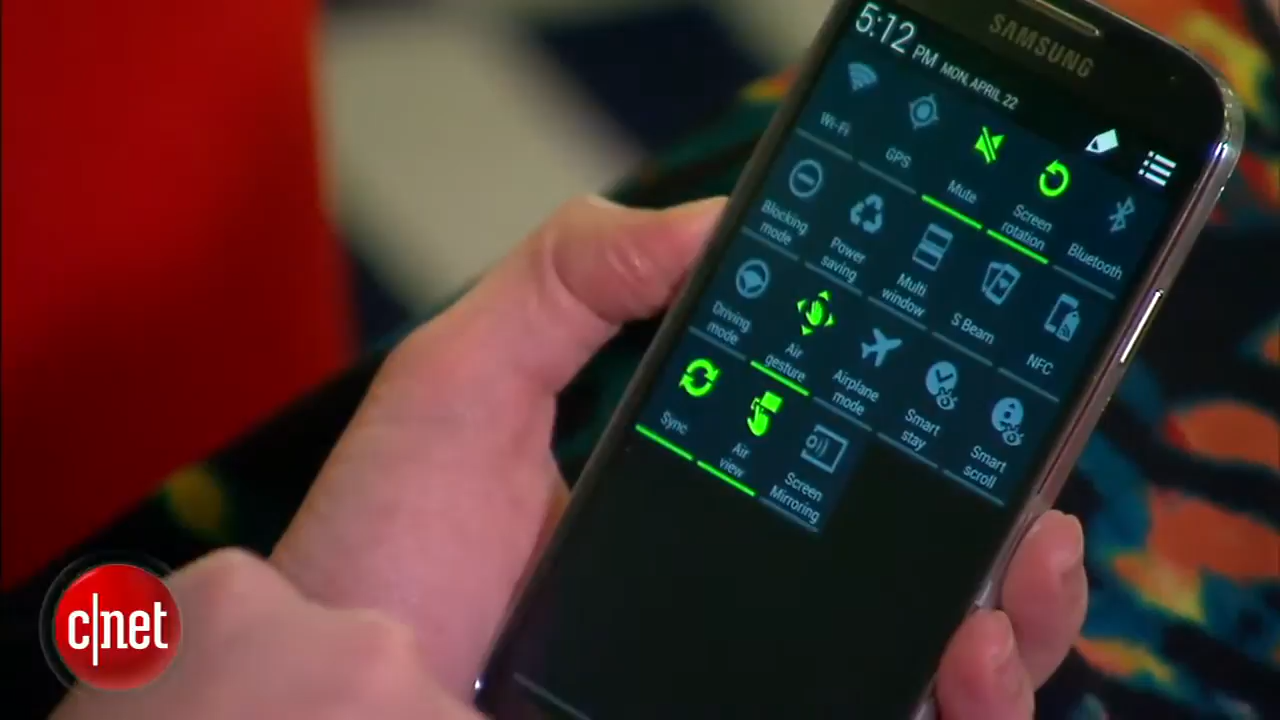 SAMSUNG
5:12 PM MON, APRIL 22
Wi-Fi
GPS
Mute
Screen
rotation
Bluetooth
Blocking
mode
Power
saving
Multi
window
S Beam
NFC
Driving
mode
Air
gesture
Airplane
mode
Smart
stay
Smart
scroll
Sync
Air
view
Screen
Mirroring
c|net